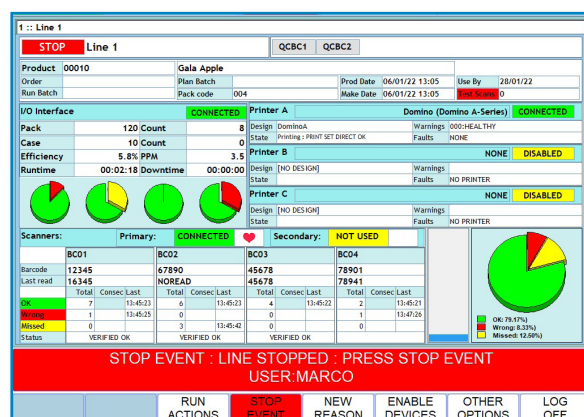 1 :: Line 1
STOP Line 1 QCBC1 QCBC2
Product 00010 Gala Apple
Order Plan Batch Prod Date 06/01/22 13:05 Use By 28/01/22
Run Batch Pack code 004 Make Date 06/01/22 13:05 Test Scans 0
I/O Interface CONNECTED Printer A Domino (Domino A-Series) CONNECTED
Pack 120 Count 8
Case 10 Count 0
Efficiency 5.8% PPM 3.5
Runtime 00:02:18 Downtime 00:00:00
Design DominoA Warnings 000:HEALTHY
State Printing : PRINT SET DIRECT OK Faults NONE
Printer B NONE DISABLED
Design [NO DESIGN] Warnings
State Faults NO PRINTER
Printer C NONE DISABLED
Design [NO DESIGN] Warnings
State Faults NO PRINTER
Scanners: Primary: CONNECTED Secondary: NOT USED
BC01 BC02 BC03 BC04
Barcode 12345 67890 45678 78901
Last read 16345 NOREAD 45678 78941
Total Consec Last Total Consec Last Total Consec Last Total Consec Last
OK 7 13:45:23 6 13:45:23 4 13:45:22 2 13:45:21
Wrong 1 13:45:25 0 0 1 13:47:26
Missed 0 3 13:45:42 0 0
Status VERIFIED OK VERIFIED OK VERIFIED OK VERIFIED OK
OK: 79.17%
Wrong: 8.33%
Missed: 12.50%
STOP EVENT : LINE STOPPED : PRESS STOP EVENT
USER:MARCO
RUN ACTIONS
STOP EVENT
NEW REASON
ENABLE DEVICES
OTHER OPTIONS
LOG OFF